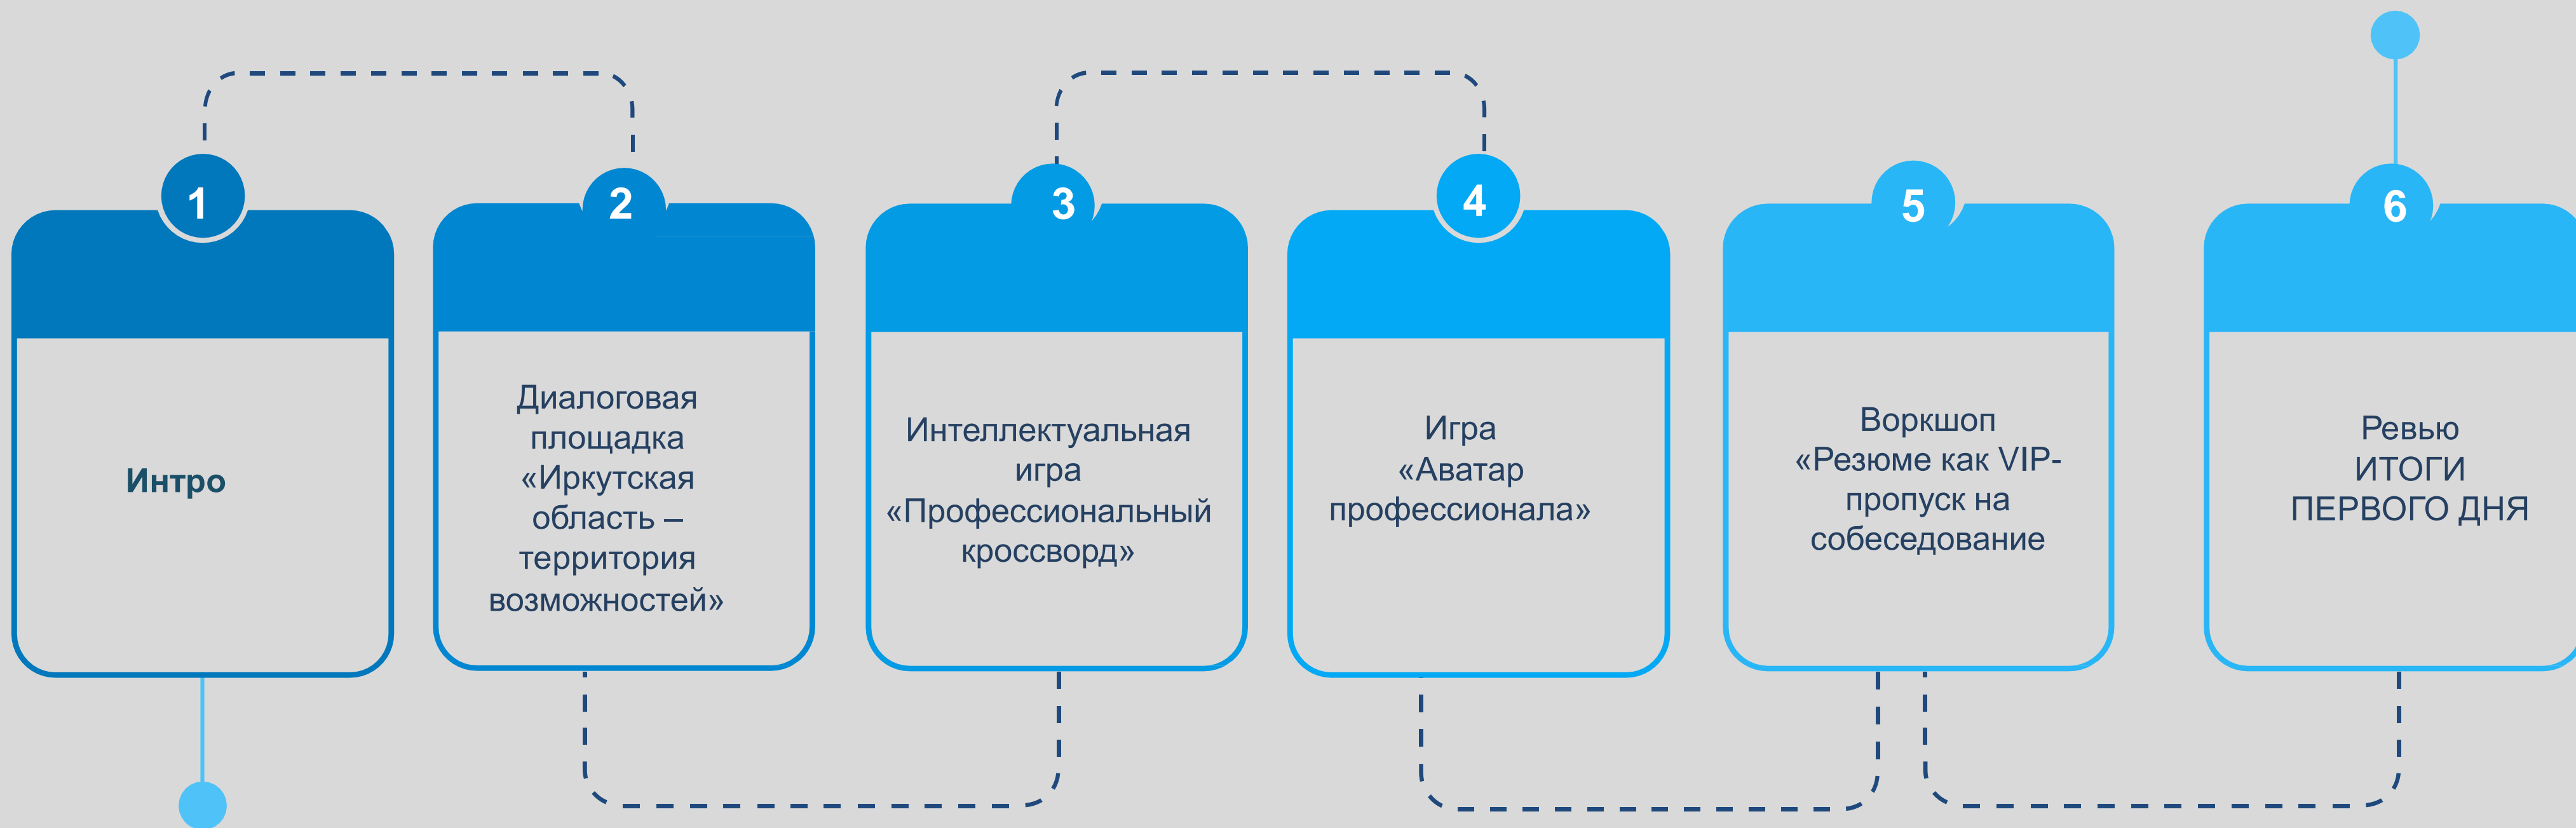 1
Интро
2
Диалоговая
площадка
«Иркутская
область –
территория
возможностей»
3
Интеллектуальная
игра
«Профессиональный
кроссворд»
4
Игра
«Аватар
профессионала»
5
Воркшоп
«Резюме как VIP-
пропуск на
собеседование
6
Ревью
ИТОГИ
ПЕРВОГО ДНЯ